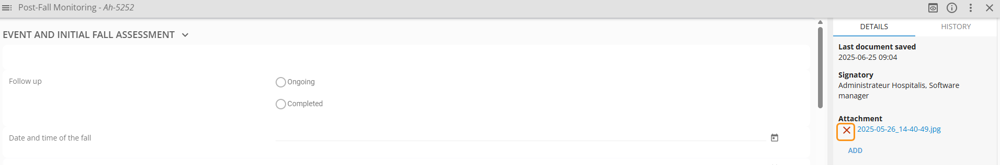 Post-Fall Monitoring - Ah-5252
EVENT AND INITIAL FALL ASSESSMENT
Follow up
Ongoing
Completed
Date and time of the fall
DETAILS
HISTORY
Last document saved
2025-06-25 09:04
Signatory
Administrateur Hospitalis, Software
manager
Attachment
2025-05-26_14-40-49.jpg
ADD